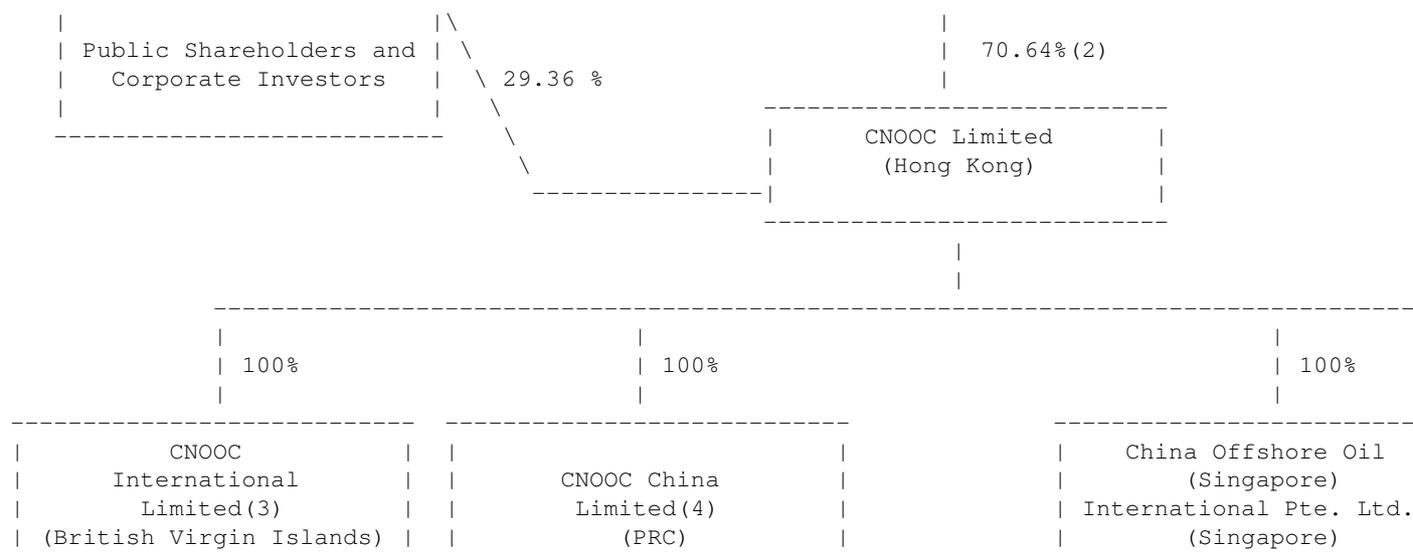 Public Shareholders and
70.64%(2)
Corporate Investors
29.36 %
CNOOC Limited
(Hong Kong)
100%
100%
100%
CNOOC
International
Limited(3)
(British Virgin Islands)
CNOOC China
Limited(4)
(PRC)
China Offshore Oil
(Singapore)
International Pte. Ltd.
(Singapore)